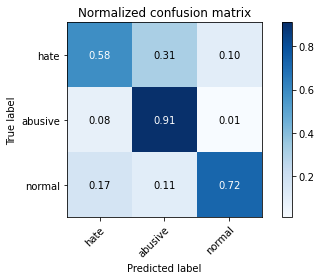 Normalized confusion matrix
True label
hate 0.58 0.31 0.10
abusive 0.08 0.91 0.01
normal 0.17 0.11 0.72
hate abusive normal
Predicted label
0.8
0.6
0.4
0.2